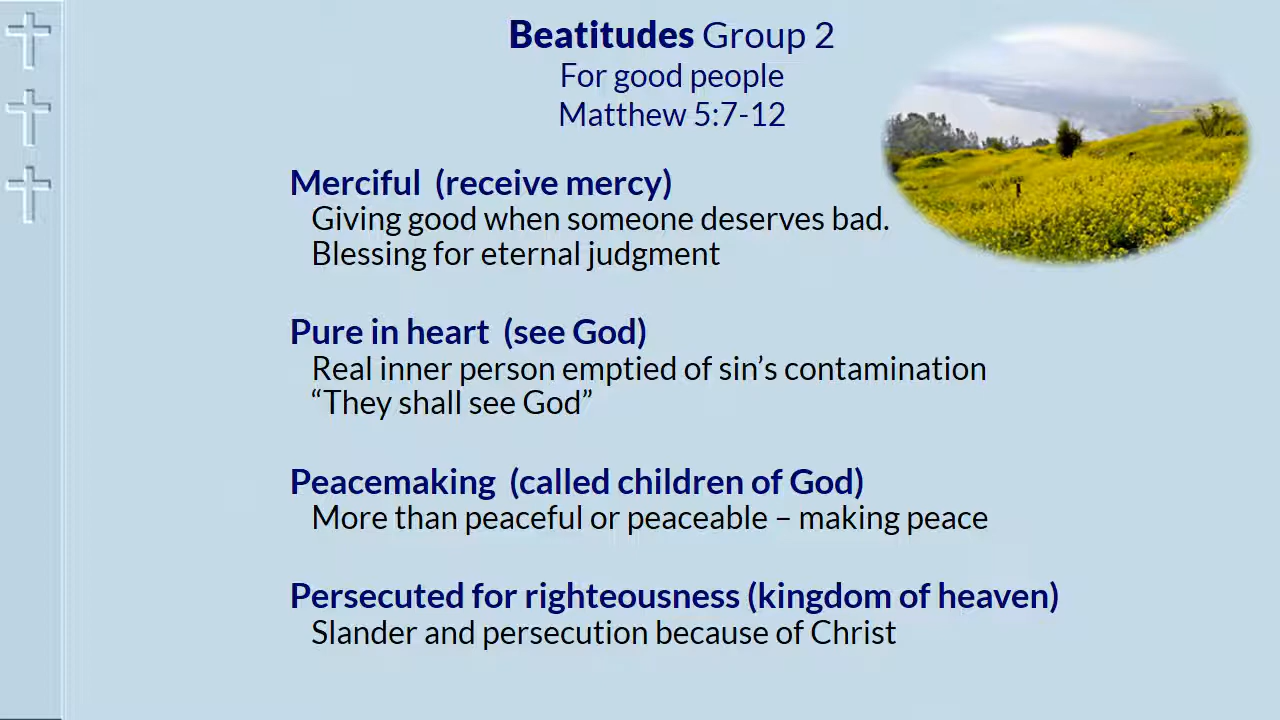 Beatitudes Group 2
For good people
Matthew 5:7-12
Merciful (receive mercy)
Giving good when someone deserves bad.
Blessing for eternal judgment
Pure in heart (see God)
Real inner person emptied of sin’s contamination
“They shall see God”
Peacemaking (called children of God)
More than peaceful or peaceable – making peace
Persecuted for righteousness (kingdom of heaven)
Slander and persecution because of Christ